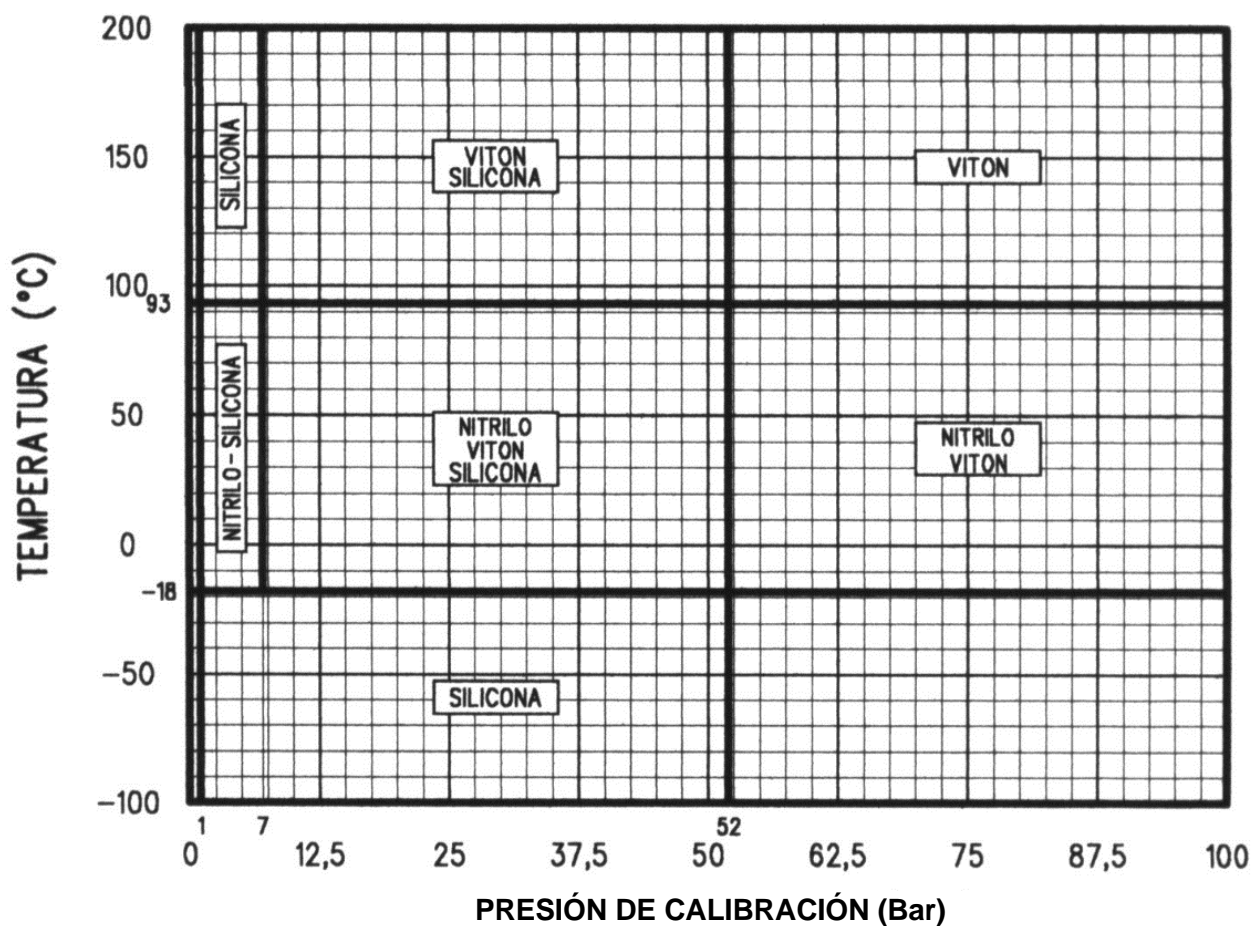 200
150
100
93
50
0
-18
-50
-100
TEMPERATURA (°C)
SILICONA
VITON
SILICONA
VITON
NITRILO - SILICONA
NITRILO
VITON
SILICONA
NITRILO
VITON
SILICONA
1 7 52
0 12,5 25 37,5 50 62,5 75 87,5 100
PRESIÓN DE CALIBRACIÓN (Bar)